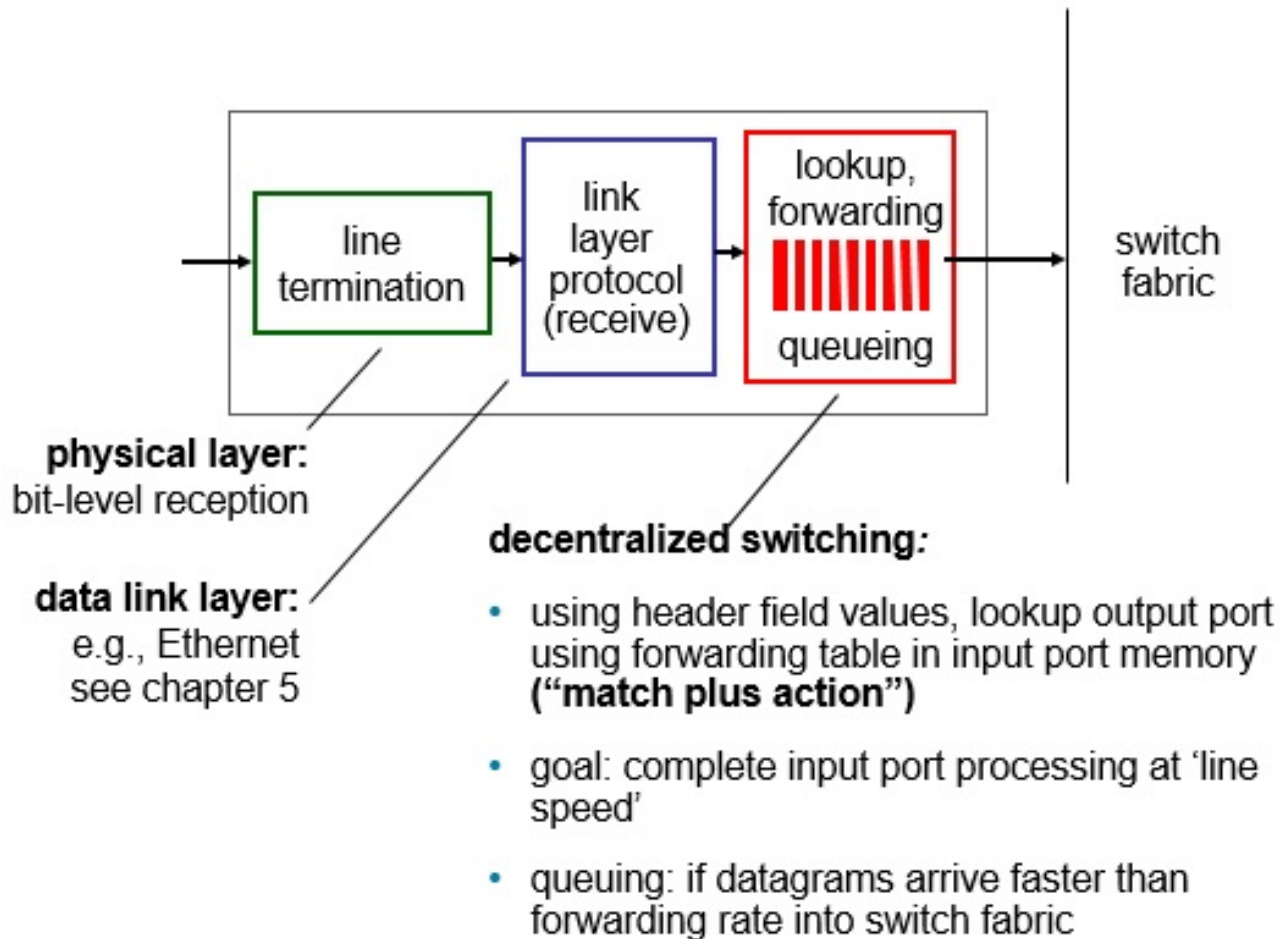 line
termination
link
layer
protocol
(receive)
lookup,
forwarding
queueing
switch
fabric
physical layer:
bit-level reception
data link layer:
e.g., Ethernet
see chapter 5
decentralized switching:
• using header field values, lookup output port
using forwarding table in input port memory
(“match plus action”)
• goal: complete input port processing at ‘line
speed’
• queuing: if datagrams arrive faster than
forwarding rate into switch fabric